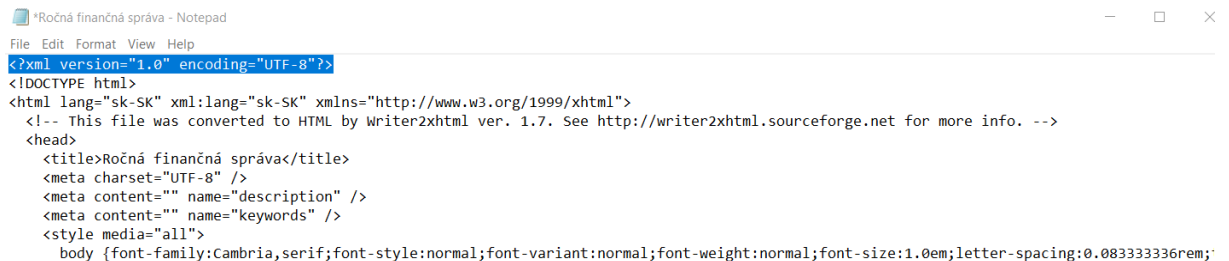 *Ročná finančná správa - Notepad
File Edit Format View Help
<?xml version="1.0" encoding="UTF-8"?>
<!DOCTYPE html>
<html lang="sk-SK" xml:lang="sk-SK" xmlns="http://www.w3.org/1999/xhtml">
<!-- This file was converted to HTML by Writer2xhtml ver. 1.7. See http://writer2xhtml.sourceforge.net for more info. -->
<head>
<title>Ročná finančná správa</title>
<meta charset="UTF-8" />
<meta content="" name="description" />
<meta content="" name="keywords" />
<style media="all">
body {font-family:Cambria,serif;font-style:normal;font-variant:normal;font-weight:normal;font-size:1.0em;letter-spacing:0.083333336rem;